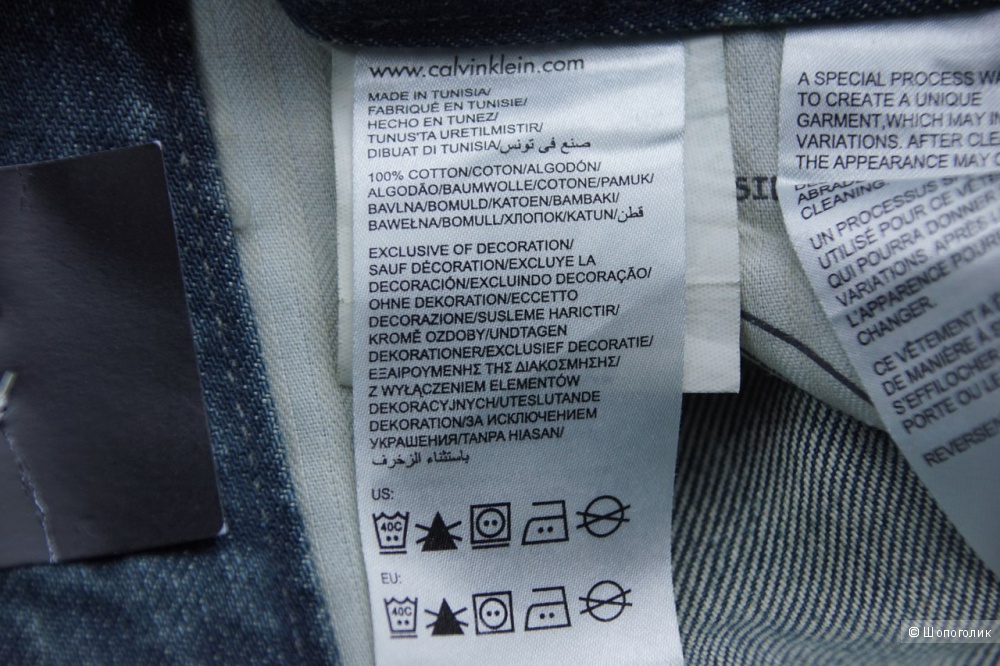 www.calvinklein.com
MADE IN TUNISIA/
FABRIQUÉ EN TUNISIE/
HECHO EN TUNEZ/
TUNUS'TA URETILMISTIR/
DIBUAT DI TUNISIA/صنع في تونس
100% COTTON/COTON/ALGODÓN/
ALGODÃO/BAUMWOLLE/COTONE/PAMUK/
BAVLNA/BOMULD/KATOEN/BAMBAKI/
BAWEŁNA/BOMULL/ХЛОПОК/KATUN/قطن
EXCLUSIVE OF DECORATION/
SAUF DÉCORATION/EXCLUYE LA
DECORACIÓN/EXCLUINDO DECORAÇÃO/
OHNE DEKORATION/ECCETTO
DECORAZIONE/SUSLEME HARICTIR/
KROMĚ OZDOBY/UNDTAGEN
DEKORATIONER/EXCLUSIEF DECORATIE/
ΕΞΑΙΡΟΥΜΕΝΗΣ ΤΗΣ ΔΙΑΚΟΣΜΗΣΗΣ/
Z WYŁĄCZENIEM ELEMENTÓW
DEKORACYJNYCH/UTESLUTANDE
DEKORATION/ЗА ИСКЛЮЧЕНИЕМ
УКРАШЕНИЯ/TANPA HIASAN/
باستثناء الزخرف
US:
40C
EU:
40C
A SPECIAL PROCESS WA
TO CREATE A UNIQUE
GARMENT,WHICH MAY IN
VARIATIONS. AFTER CLE
THE APPEARANCE MAY C
ABRAD
CLEANING
UN PROCESSUS SP
UTILISÉ POUR CE VÊTE
QUI POURRA DONNER
VARIATIONS. APRÈS L
L'APPARENCE POUR
CHANGER.
CE VÊTEMENT A É
DE MANIÈRE À S
S'EFFILOCHER
PORTE OU LE
REVERSE
© Шопоголик